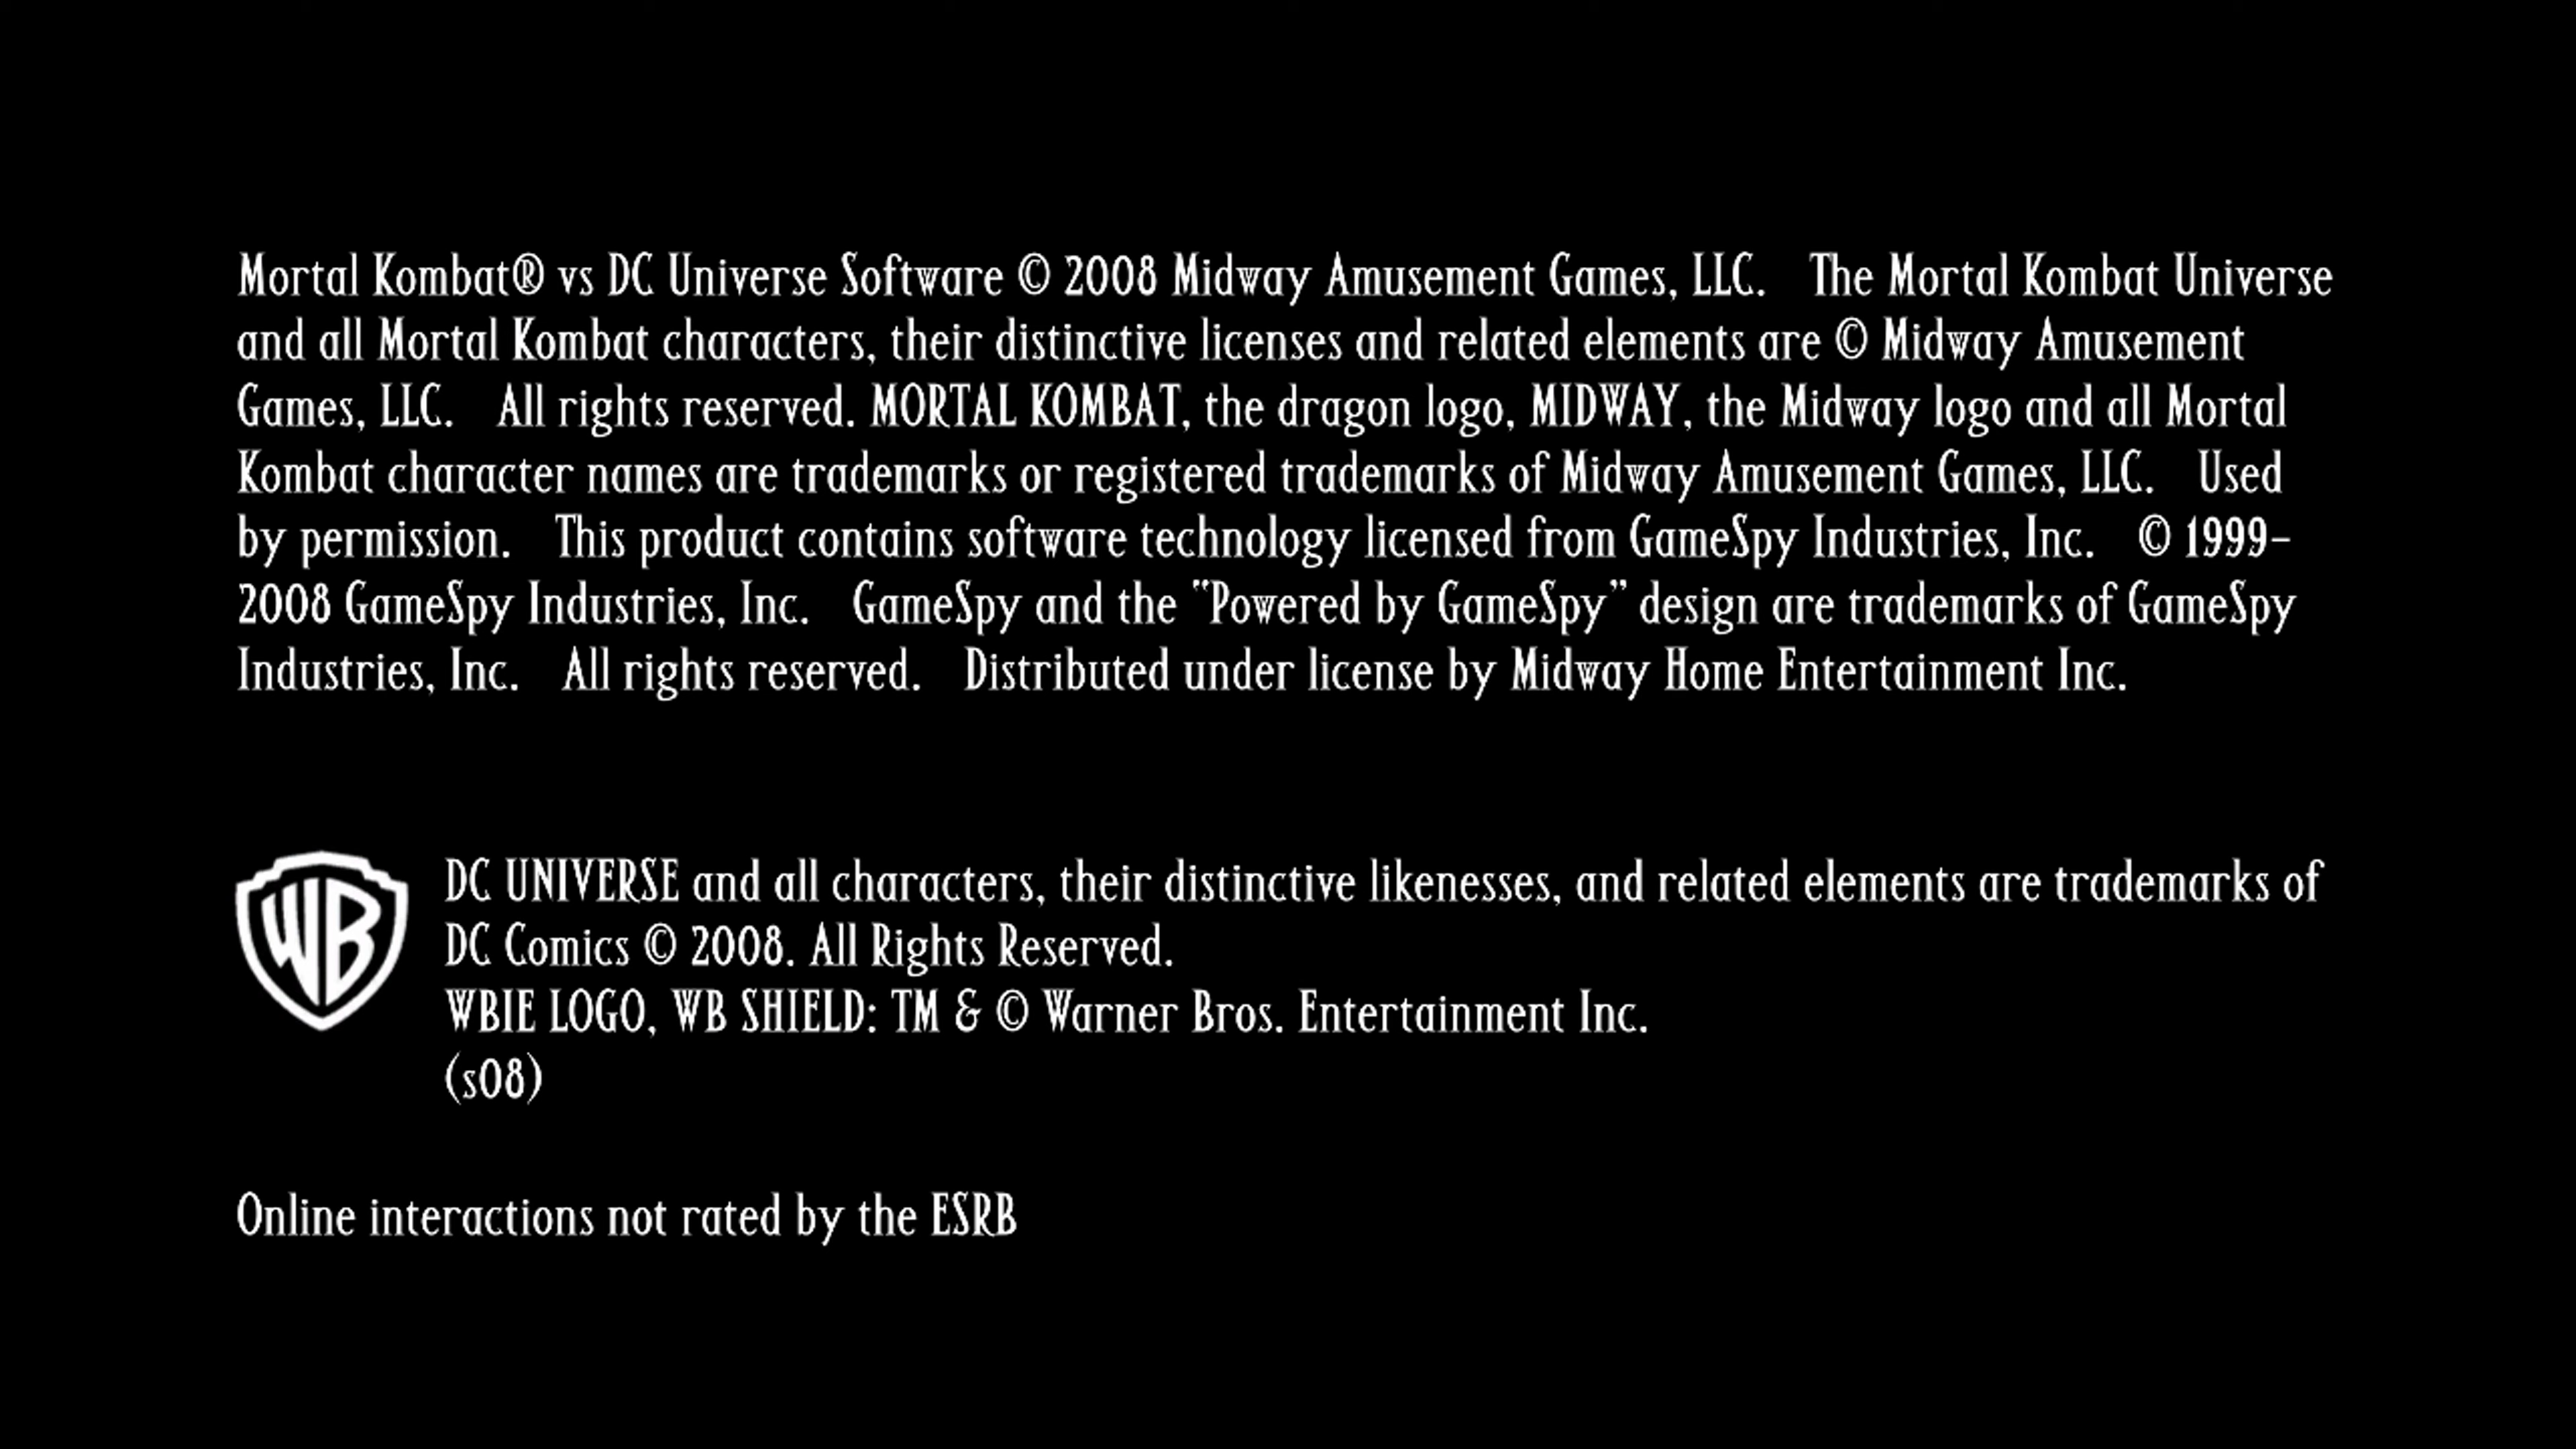 Mortal Kombat® vs DC Universe Software © 2008 Midway Amusement Games, LLC. The Mortal Kombat Universe
and all Mortal Kombat characters, their distinctive licenses and related elements are © Midway Amusement
Games, LLC. All rights reserved. MORTAL KOMBAT, the dragon logo, MIDWAY, the Midway logo and all Mortal
Kombat character names are trademarks or registered trademarks of Midway Amusement Games, LLC. Used
by permission. This product contains software technology licensed from GameSpy Industries, Inc. © 1999-
2008 GameSpy Industries, Inc. GameSpy and the “Powered by GameSpy” design are trademarks of GameSpy
Industries, Inc. All rights reserved. Distributed under license by Midway Home Entertainment Inc.
WB
DC UNIVERSE and all characters, their distinctive likenesses, and related elements are trademarks of
DC Comics © 2008. All Rights Reserved.
WBIE LOGO, WB SHIELD: TM & © Warner Bros. Entertainment Inc.
(s08)
Online interactions not rated by the ESRB